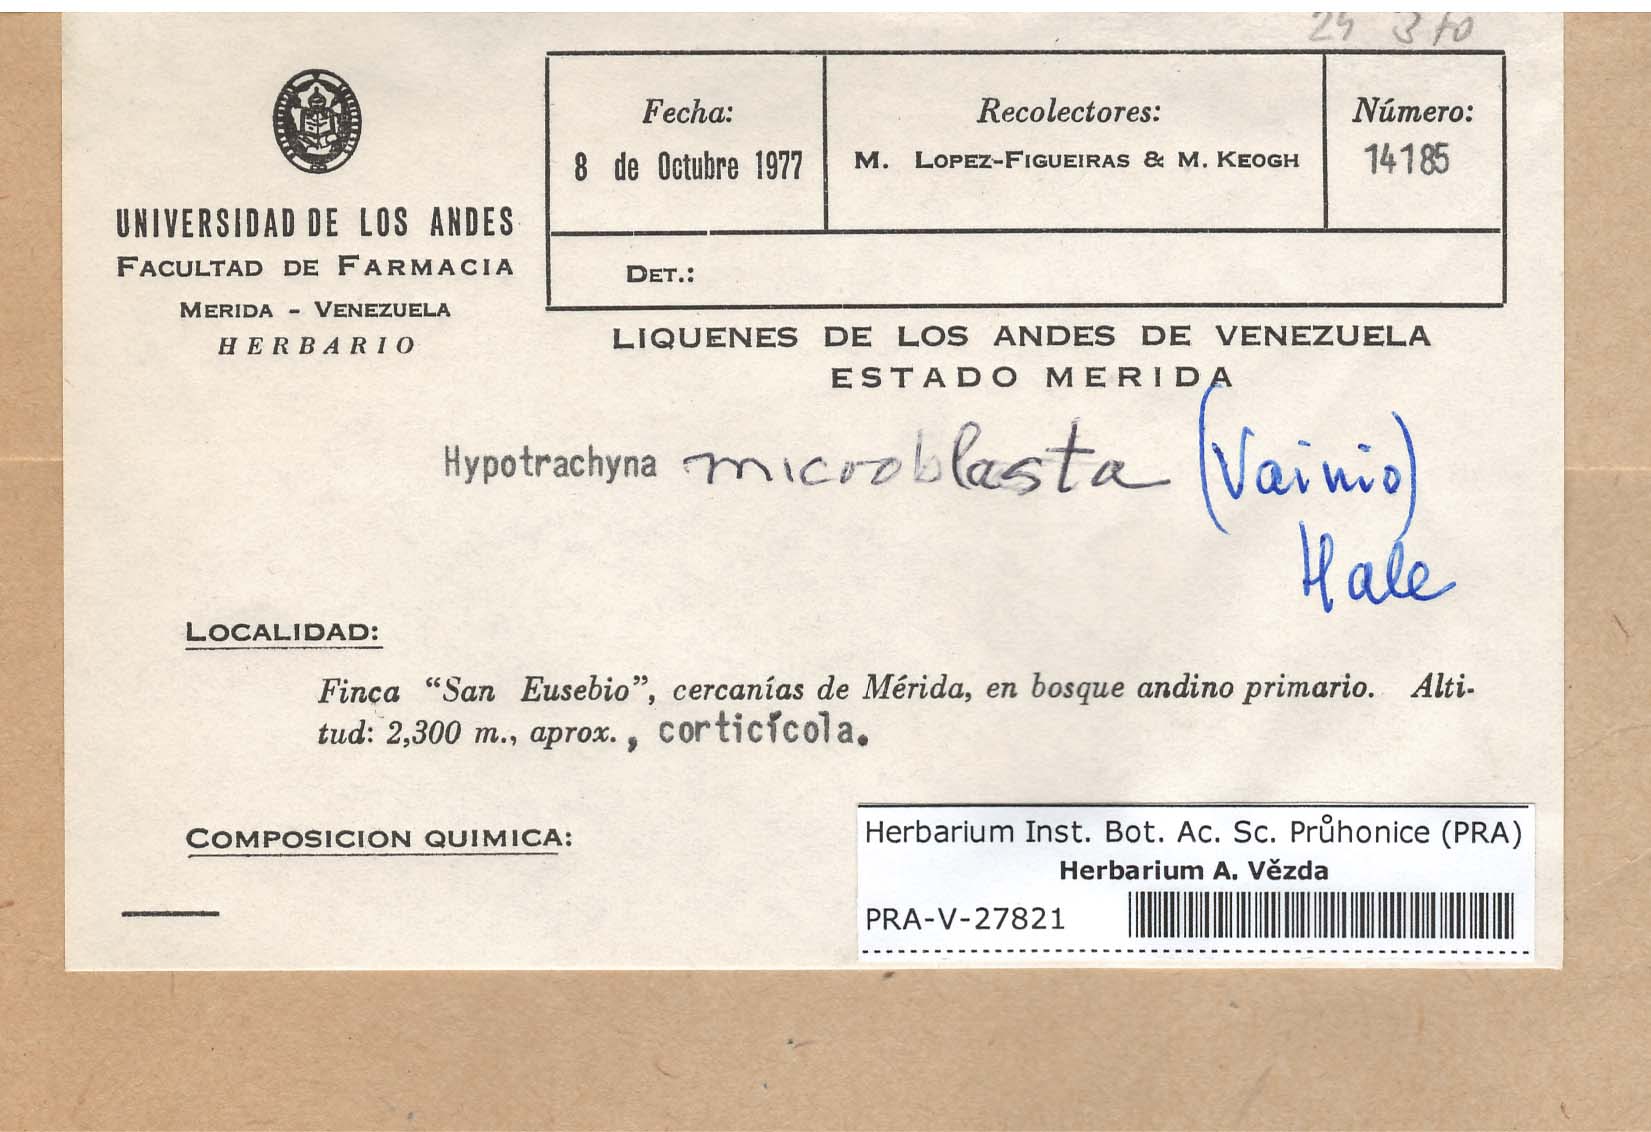 24 370
Fecha:
8 de Octubre 1977
Recolectores:
M. LOPEZ-FIGUEIRAS & M. KEOGH
Número:
14185
DET.:
UNIVERSIDAD DE LOS ANDES
FACULTAD DE FARMACIA
MERIDA - VENEZUELA
HERBARIO
LIQUENES DE LOS ANDES DE VENEZUELA
ESTADO MERIDA
Hypotrachyna microblasta (Vainio)
Hale
LOCALIDAD:
Finca "San Eusebio", cercanías de Mérida, en bosque andino primario. Alti-
tud: 2,300 m., aprox., corticícola.
COMPOSICION QUIMICA:
Herbarium Inst. Bot. Ac. Sc. Průhonice (PRA)
Herbarium A. Vězda
PRA-V-27821